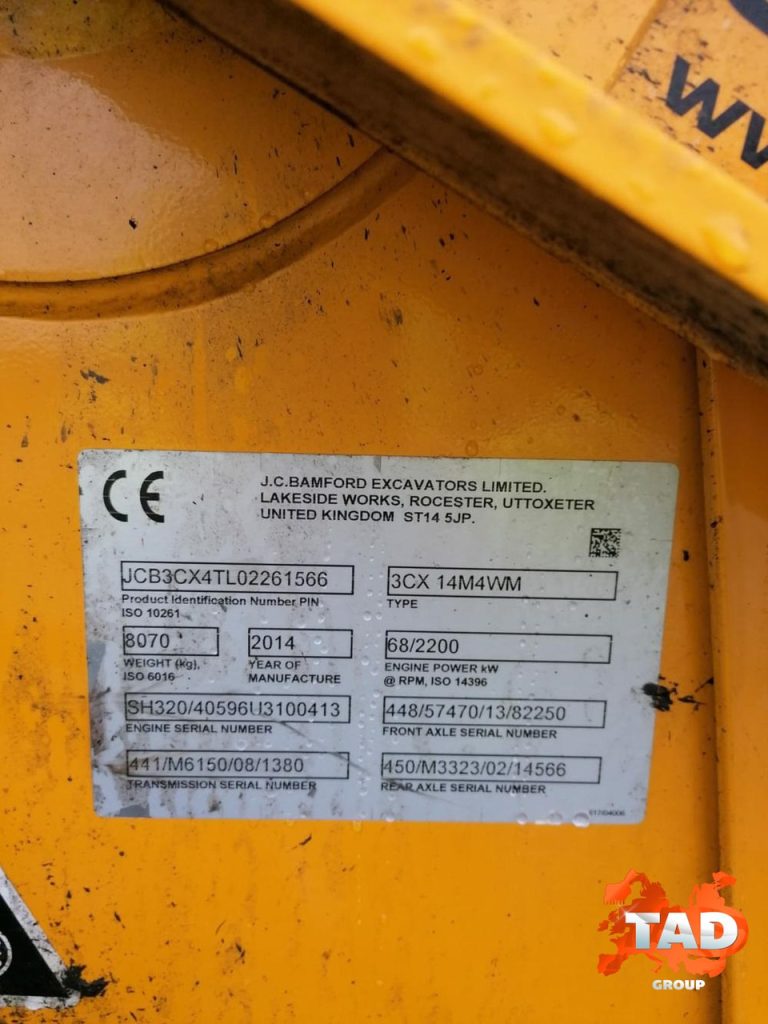 ww
CE
J.C.BAMFORD EXCAVATORS LIMITED.
LAKESIDE WORKS, ROCESTER, UTTOXETER
UNITED KINGDOM ST14 5JP.
JCB3CX4TL02261566
Product Identification Number PIN
ISO 10261
3CX 14M4WM
TYPE
8070
WEIGHT (kg),
ISO 6016
2014
YEAR OF
MANUFACTURE
68/2200
ENGINE POWER kW
@ RPM, ISO 14396
SH320/40596U3100413
ENGINE SERIAL NUMBER
448/57470/13/82250
FRONT AXLE SERIAL NUMBER
441/M6150/08/1380
TRANSMISSION SERIAL NUMBER
450/M3323/02/14566
REAR AXLE SERIAL NUMBER
TAD
GROUP